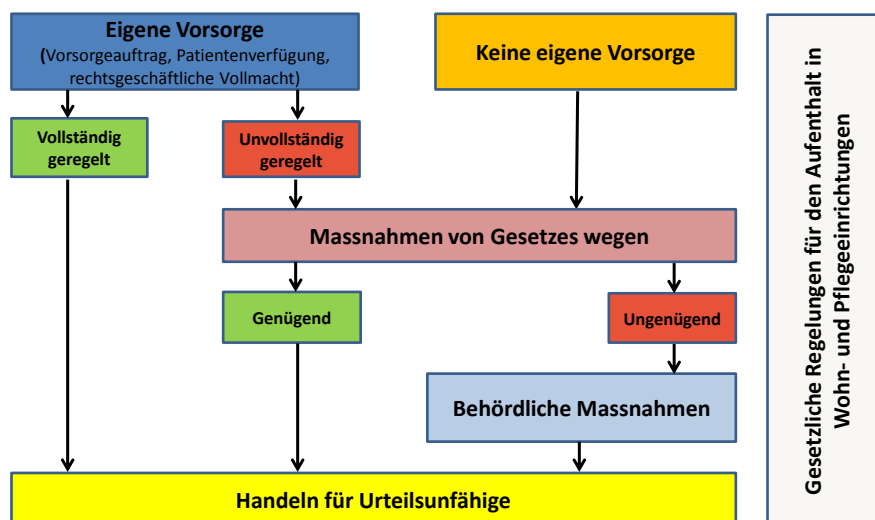 Eigene Vorsorge
(Vorsorgeauftrag, Patientenverfügung,
rechtsgeschäftliche Vollmacht)
Keine eigene Vorsorge
Vollständig
geregelt
Unvollständig
geregelt
Massnahmen von Gesetzes wegen
Genügend
Ungenügend
Behördliche Massnahmen
Handeln für Urteilsunfähige
Gesetzliche Regelungen für den Aufenthalt in
Wohn- und Pflegeeinrichtungen